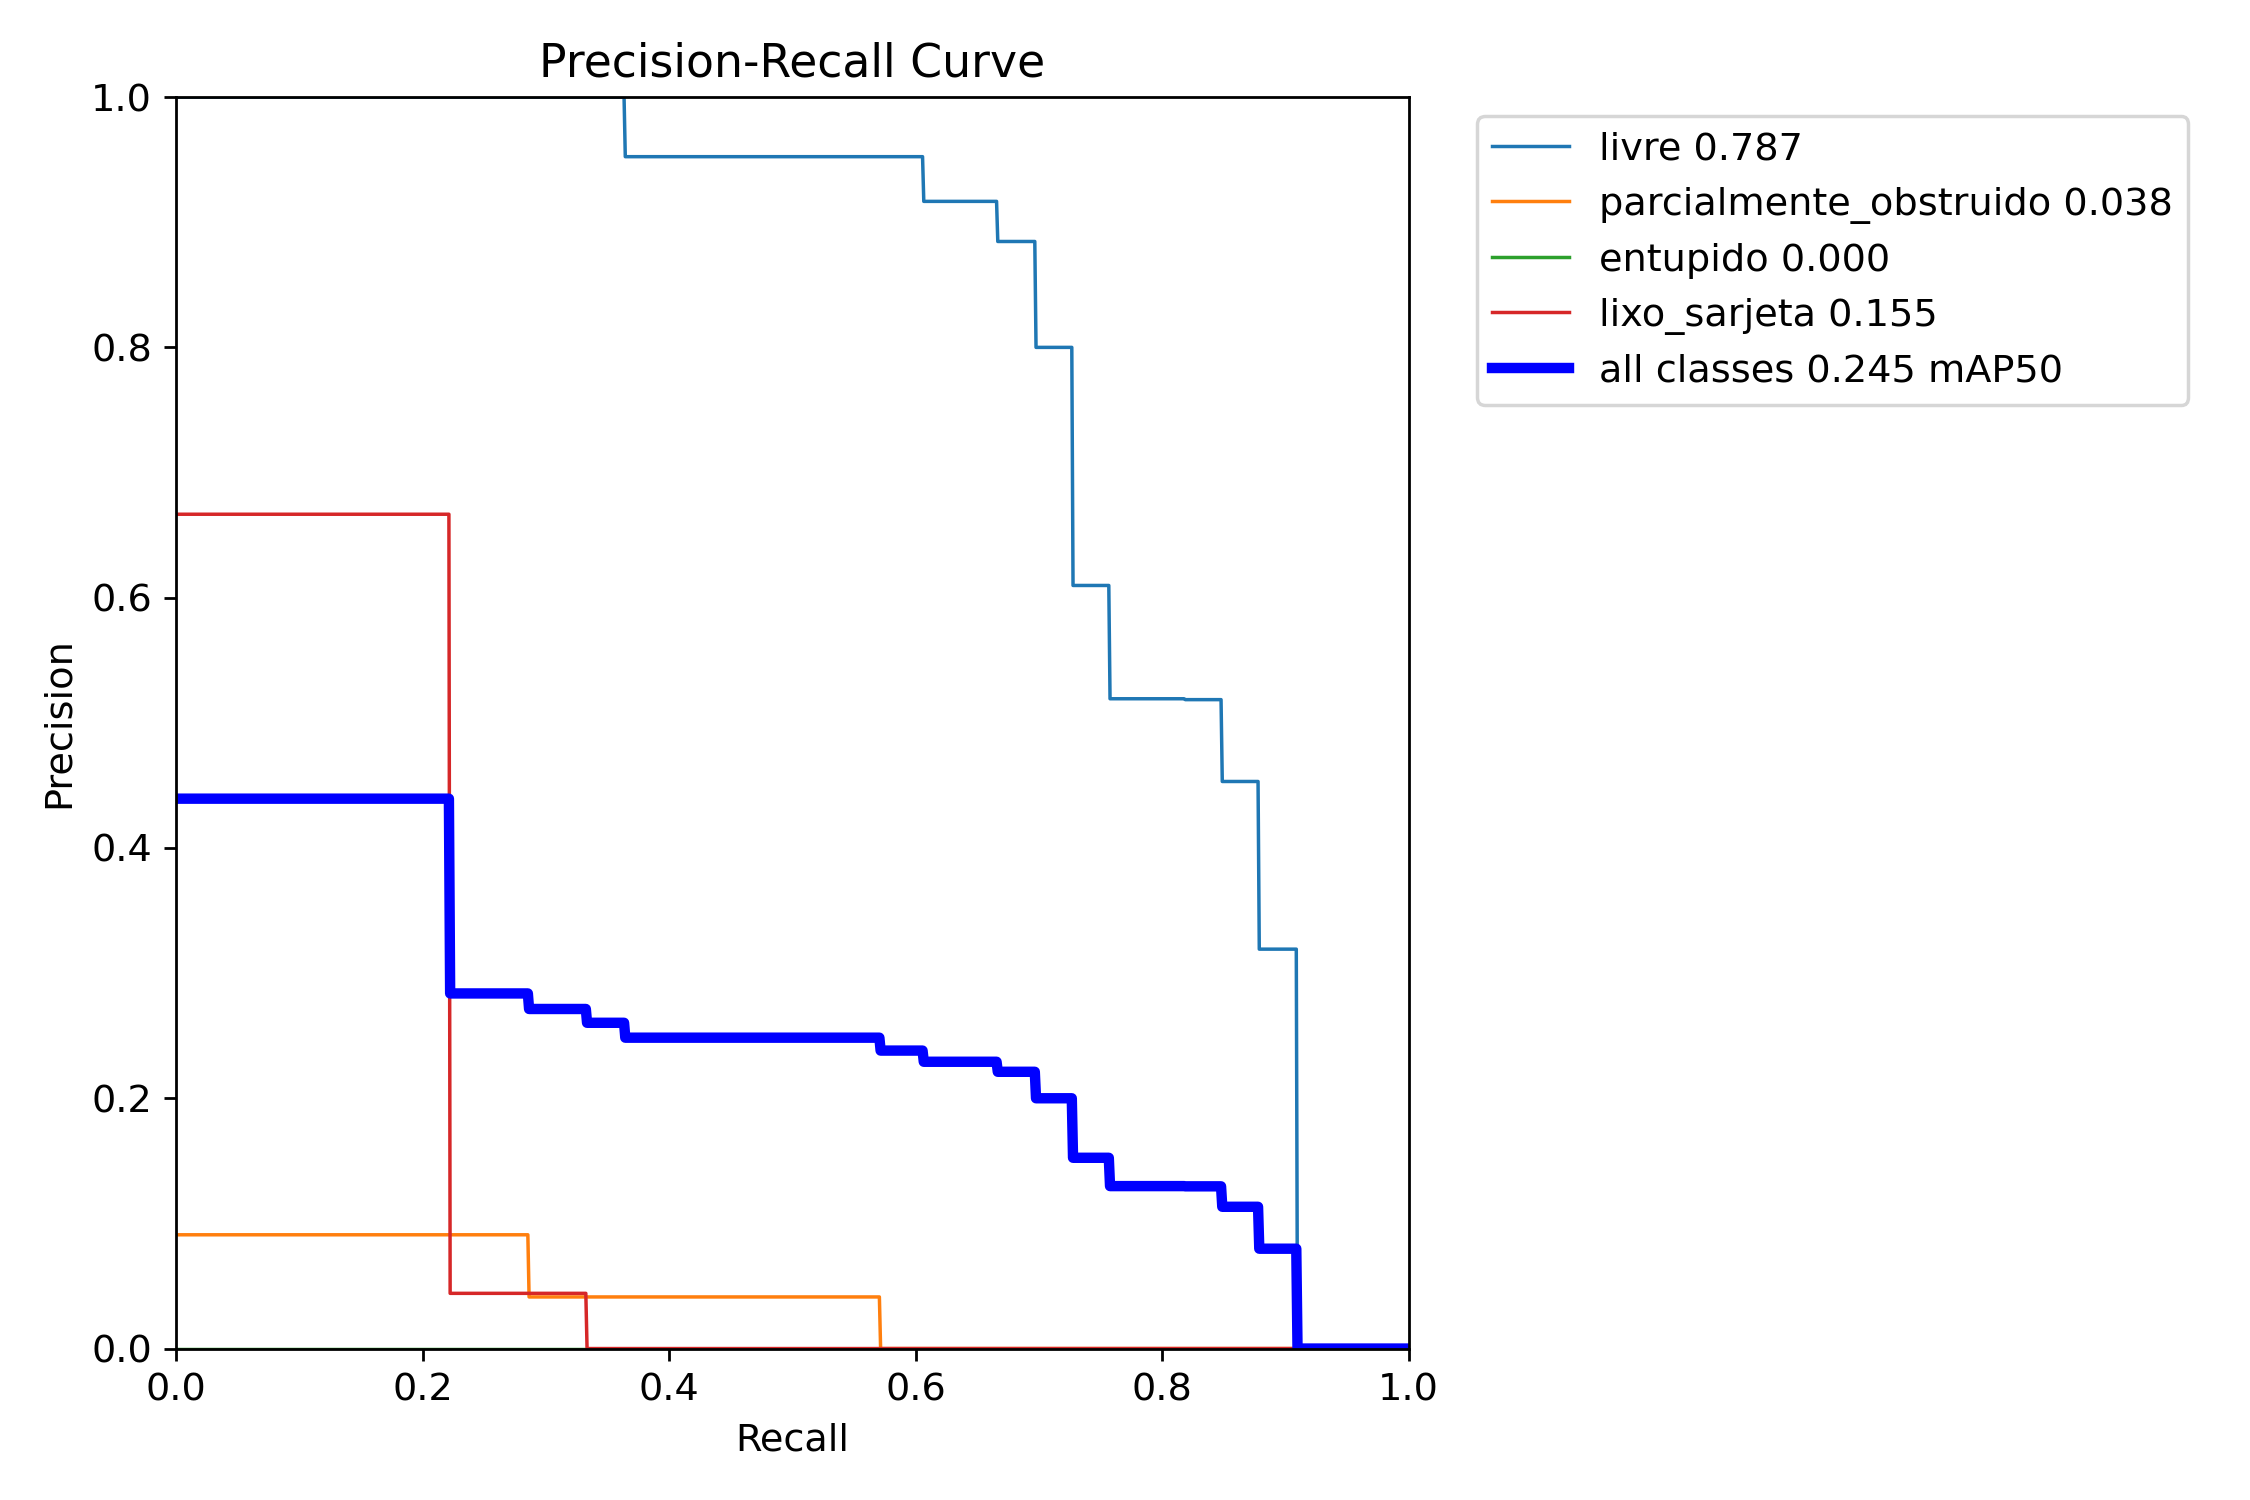 Precision-Recall Curve
1.0
0.8
0.6
0.4
0.2
0.0
Precision
0.0 0.2 0.4 0.6 0.8 1.0
Recall
livre 0.787
parcialmente_obstruido 0.038
entupido 0.000
lixo_sarjeta 0.155
all classes 0.245 mAP50